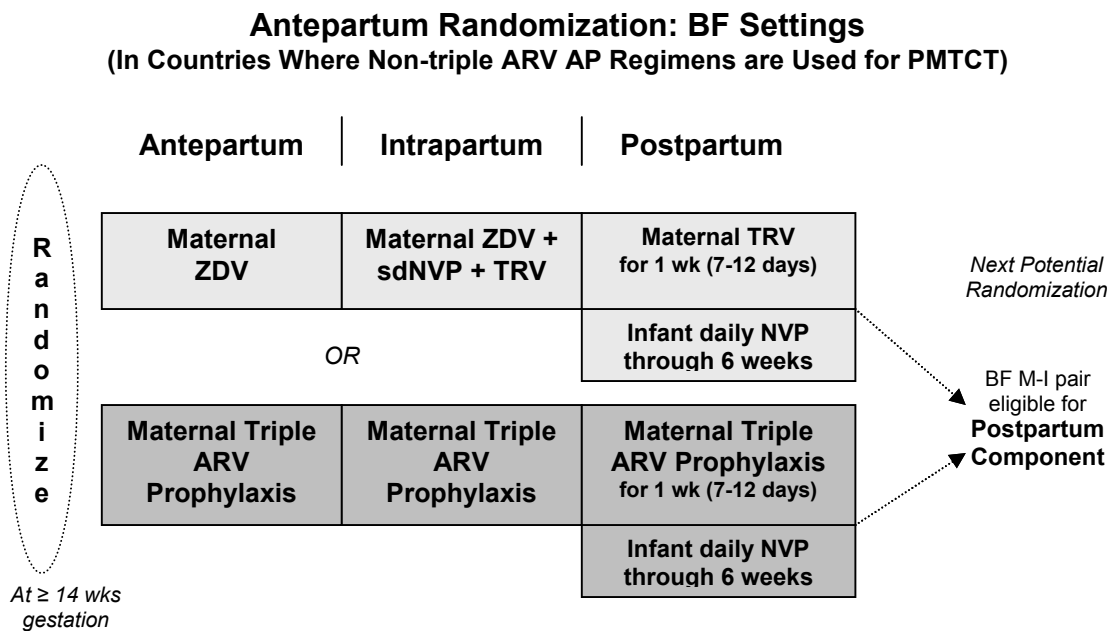 Antepartum Randomization: BF Settings
(In Countries Where Non-triple ARV AP Regimens are Used for PMTCT)
Antepartum
Intrapartum
Postpartum
Randomize
At ≥ 14 wks
gestation
Maternal
ZDV
Maternal ZDV +
sdNVP + TRV
Maternal TRV
for 1 wk (7-12 days)
Infant daily NVP
through 6 weeks
OR
Maternal Triple
ARV
Prophylaxis
Maternal Triple
ARV
Prophylaxis
Maternal Triple
ARV Prophylaxis
for 1 wk (7-12 days)
Infant daily NVP
through 6 weeks
Next Potential
Randomization
BF M-I pair
eligible for
Postpartum
Component